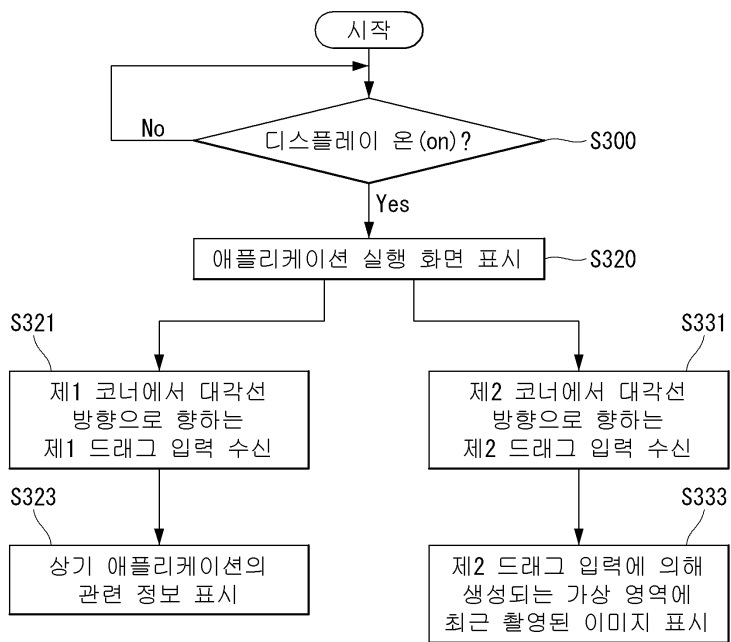 시작
No
디스플레이 온(on)?
S300
Yes
애플리케이션 실행 화면 표시
S320
S321
제1 코너에서 대각선
방향으로 향하는
제1 드래그 입력 수신
S331
제2 코너에서 대각선
방향으로 향하는
제2 드래그 입력 수신
S323
상기 애플리케이션의
관련 정보 표시
S333
제2 드래그 입력에 의해
생성되는 가상 영역에
최근 촬영된 이미지 표시